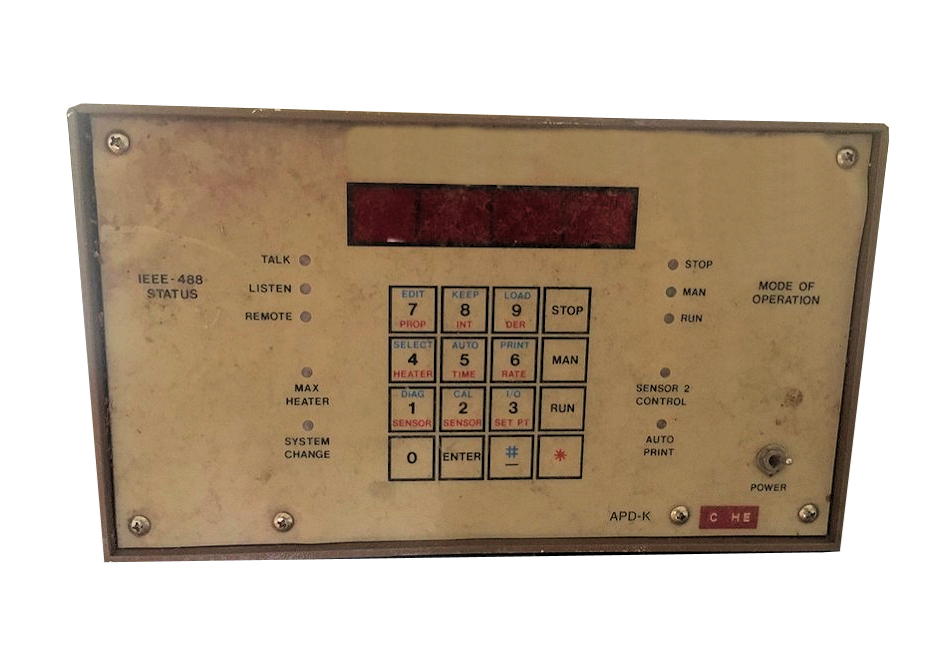 TALK
IEEE-488
STATUS
LISTEN
REMOTE
MAX
HEATER
SYSTEM
CHANGE
EDIT KEEP LOAD
7 8 9 STOP
PROP INT DER
SELECT AUTO PRINT
4 5 6 MAN
HEATER TIME RATE
DIAG CAL I/O
1 2 3 RUN
SENSOR SENSOR SET PT
0 ENTER # *
STOP
MAN
RUN
MODE OF
OPERATION
SENSOR 2
CONTROL
AUTO
PRINT
POWER
APD-K
C HE